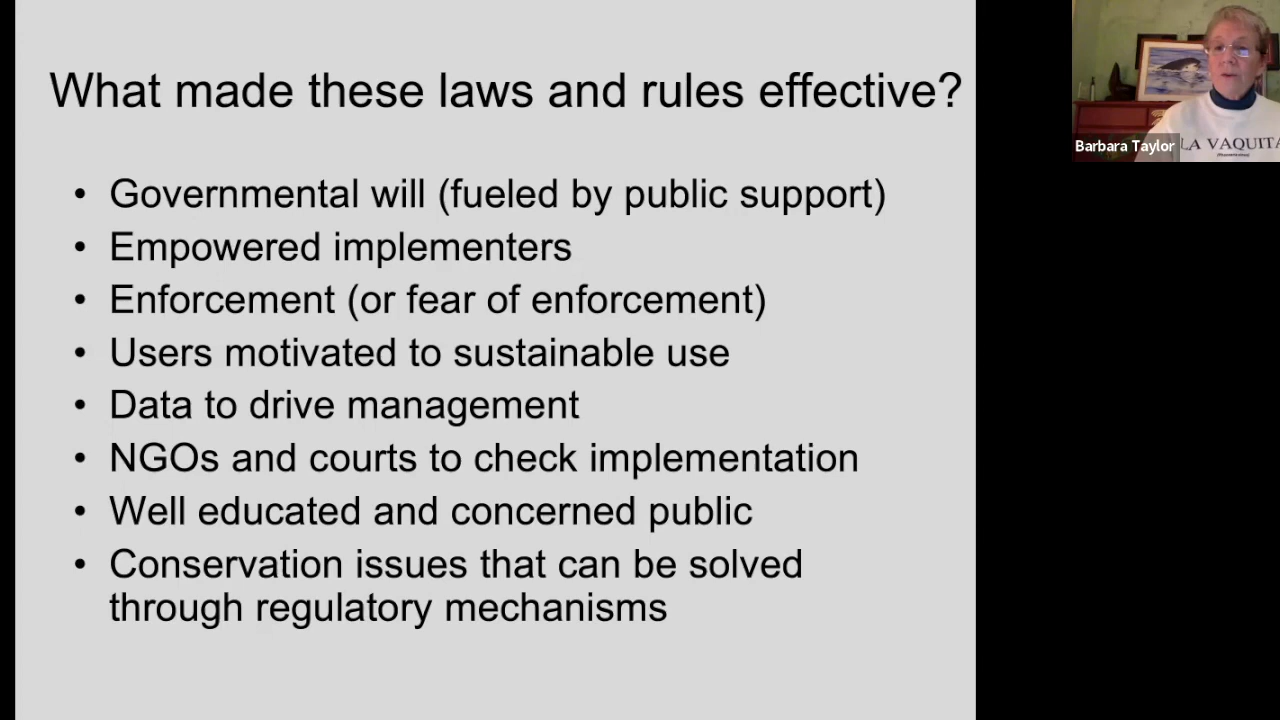 What made these laws and rules effective?
• Governmental will (fueled by public support)
• Empowered implementers
• Enforcement (or fear of enforcement)
• Users motivated to sustainable use
• Data to drive management
• NGOs and courts to check implementation
• Well educated and concerned public
• Conservation issues that can be solved
through regulatory mechanisms
Barbara Taylor
LA VAQUITA